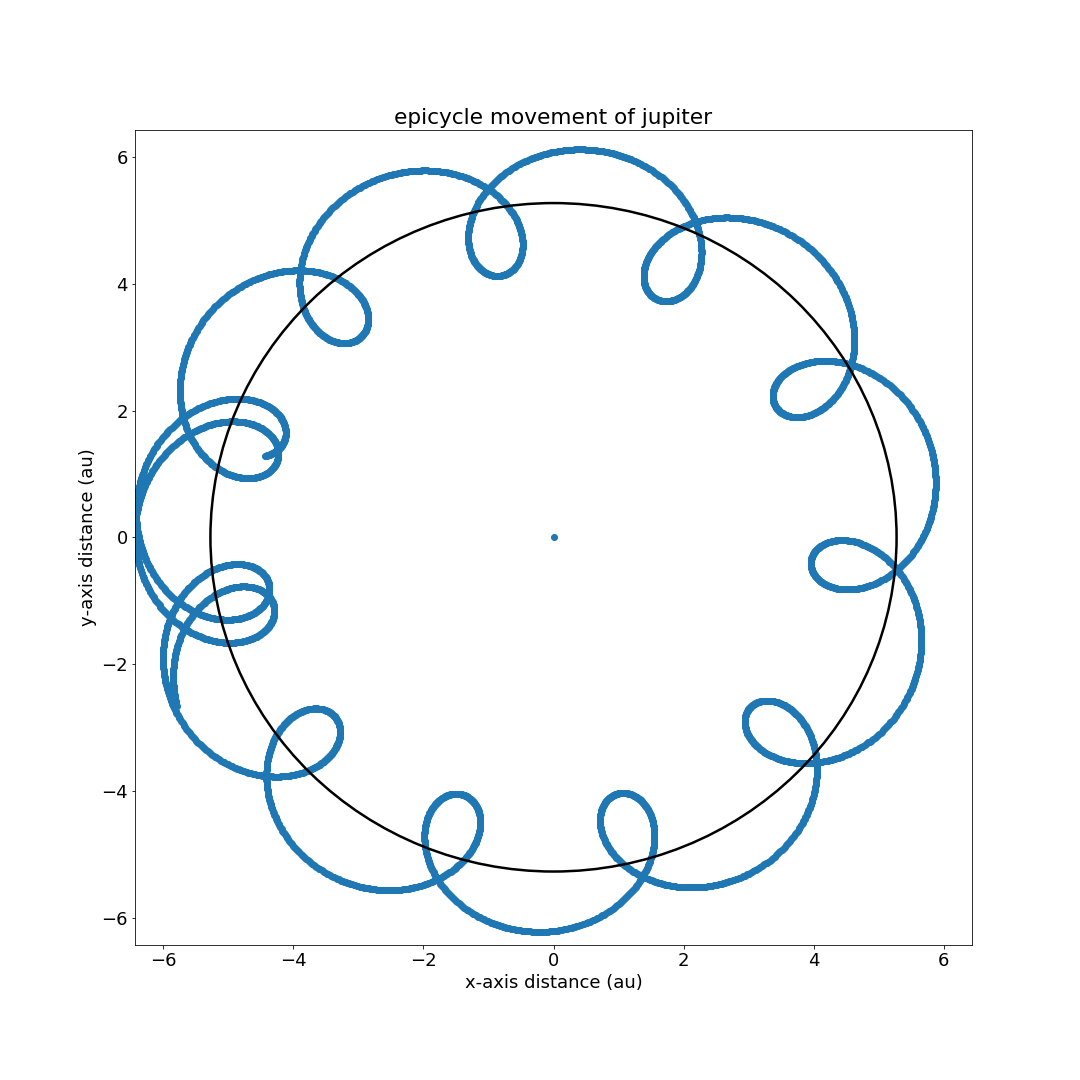 epicycle movement of jupiter
6
4
2
0
−2
−4
−6
y-axis distance (au)
−6 −4 −2 0 2 4 6
x-axis distance (au)